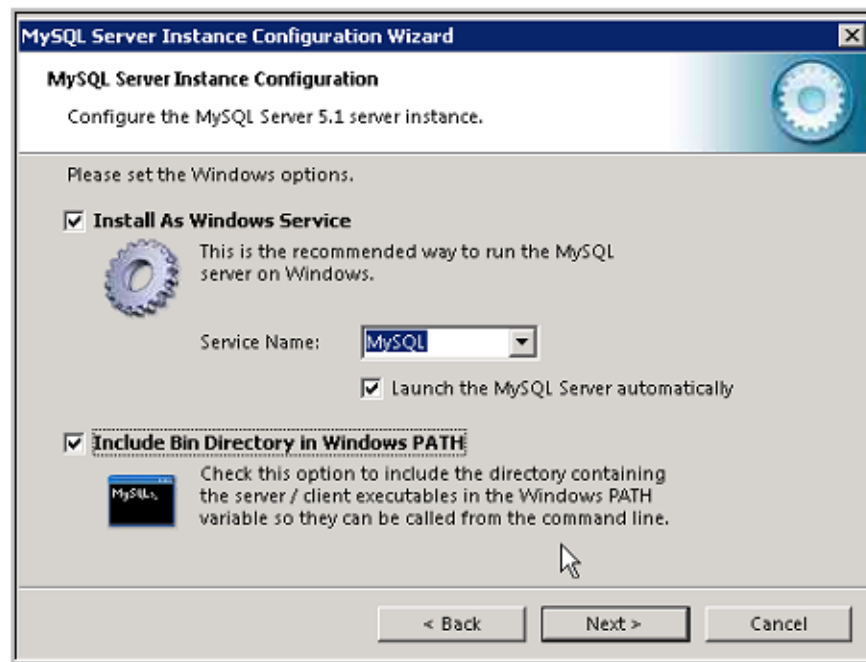 MySQL Server Instance Configuration Wizard
MySQL Server Instance Configuration
Configure the MySQL Server 5.1 server instance.
Please set the Windows options.
Install As Windows Service
This is the recommended way to run the MySQL
server on Windows.
Service Name: MySQL
Launch the MySQL Server automatically
Include Bin Directory in Windows PATH
MySQL>_
Check this option to include the directory containing
the server / client executables in the Windows PATH
variable so they can be called from the command line.
< Back Next > Cancel